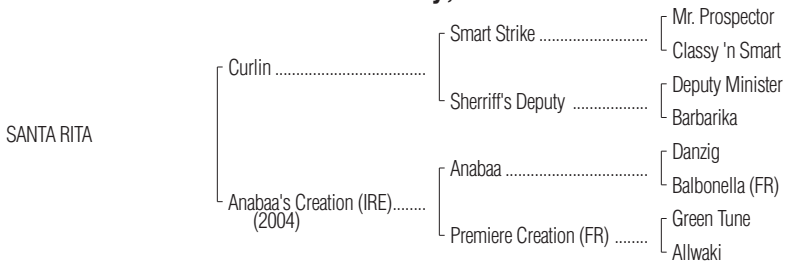 Mr. Prospector
Smart Strike ..........................
Classy 'n Smart
Curlin ....................................
Deputy Minister
Sherriff's Deputy ..................
Barbarika
SANTA RITA
Danzig
Anabaa ..................................
Balbonella (FR)
Anabaa's Creation (IRE)........
(2004)
Green Tune
Premiere Creation (FR) ........
Allwaki